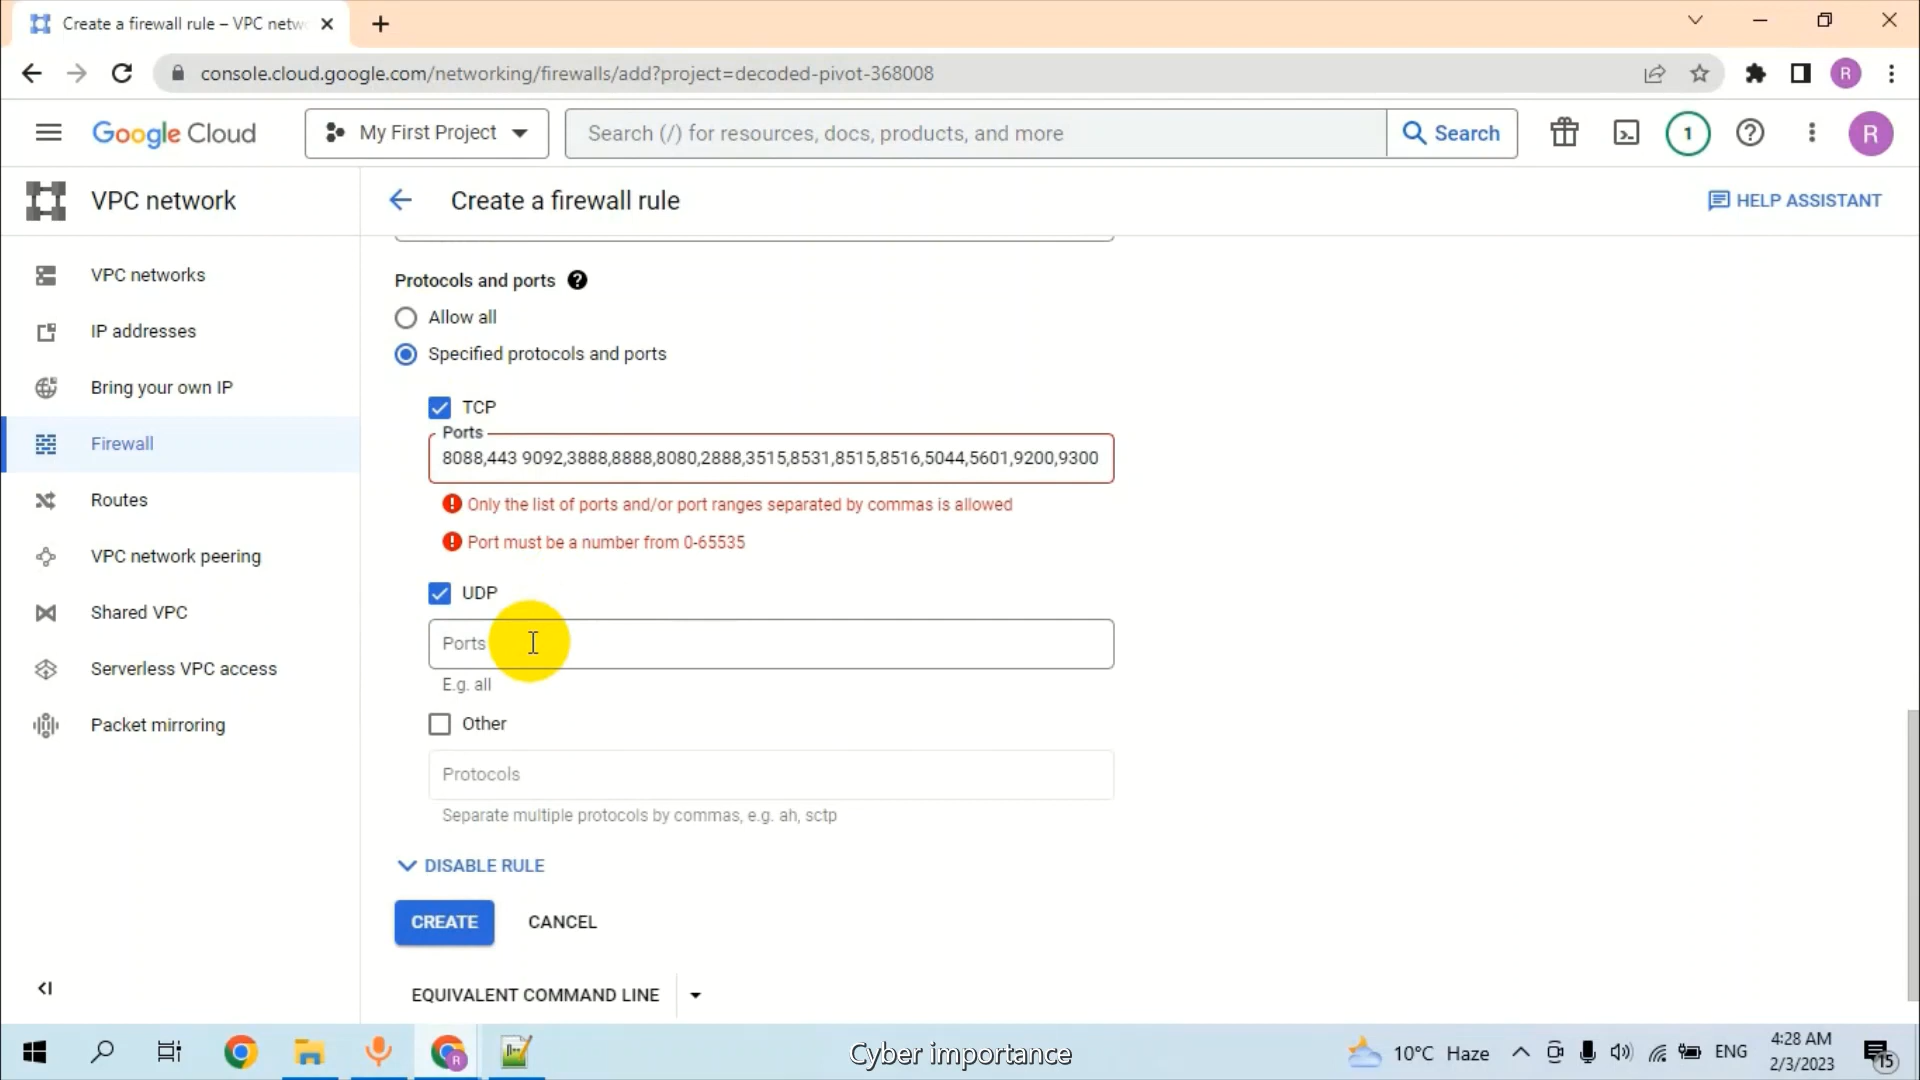 Create a firewall rule – VPC netw
console.cloud.google.com/networking/firewalls/add?project=decoded-pivot-368008
R
Google Cloud
My First Project
Search (/) for resources, docs, products, and more
Search
1
R
VPC network
Create a firewall rule
HELP ASSISTANT
VPC networks
IP addresses
Bring your own IP
Firewall
Routes
VPC network peering
Shared VPC
Serverless VPC access
Packet mirroring
Protocols and ports
Allow all
Specified protocols and ports
TCP
Ports
8088,443 9092,3888,8888,8080,2888,3515,8531,8515,8516,5044,5601,9200,9300
Only the list of ports and/or port ranges separated by commas is allowed
Port must be a number from 0-65535
UDP
Ports
E.g. all
Other
Protocols
Separate multiple protocols by commas, e.g. ah, sctp
DISABLE RULE
CREATE
CANCEL
EQUIVALENT COMMAND LINE
R
Cyber importance
10°C Haze
ENG
4:28 AM
2/3/2023
15